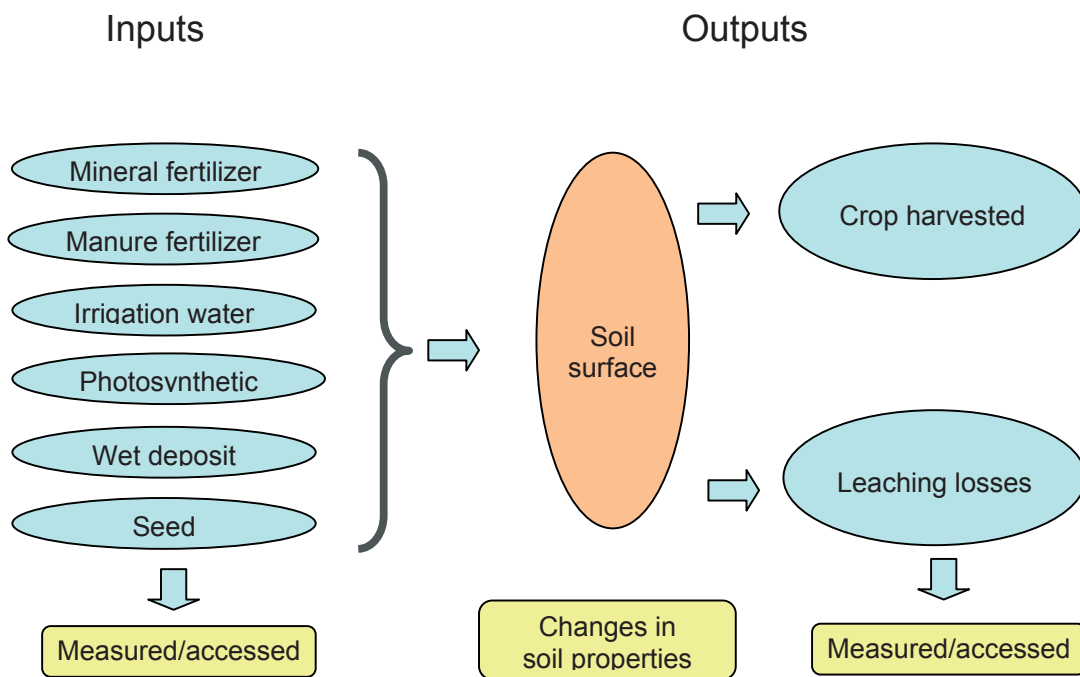 Inputs
Outputs
Mineral fertilizer
Manure fertilizer
Irrigation water
Photosynthetic
Wet deposit
Seed
Measured/accessed
Soil
surface
Changes in
soil properties
Crop harvested
Leaching losses
Measured/accessed